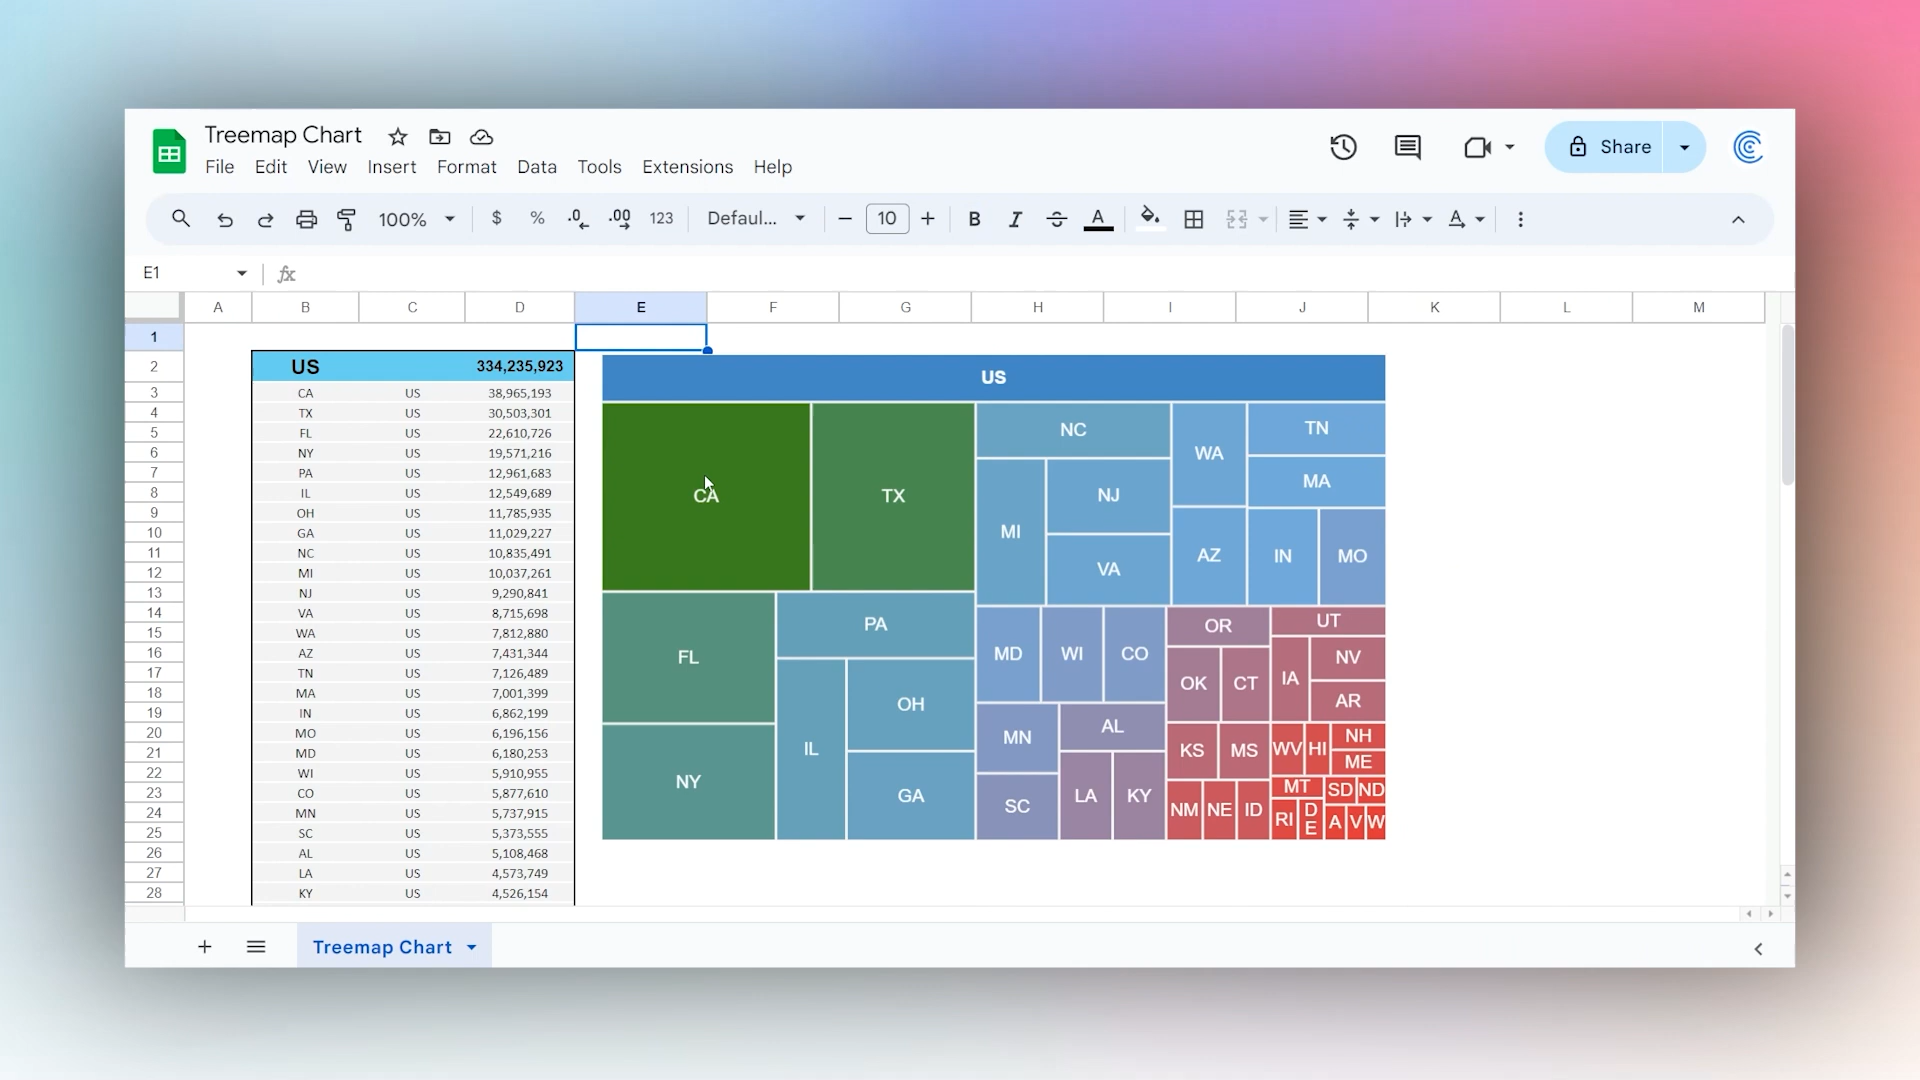 Treemap Chart
File Edit View Insert Format Data Tools Extensions Help
Share
100% $ % .0 .00 123 Defaul... − 10 + B I A
E1 fx
A B C D E F G H I J K L M
1
2 US 334,235,923
3 CA US 38,965,193
4 TX US 30,503,301
5 FL US 22,610,726
6 NY US 19,571,216
7 PA US 12,961,683
8 IL US 12,549,689
9 OH US 11,785,935
10 GA US 11,029,227
11 NC US 10,835,491
12 MI US 10,037,261
13 NJ US 9,290,841
14 VA US 8,715,698
15 WA US 7,812,880
16 AZ US 7,431,344
17 TN US 7,126,489
18 MA US 7,001,399
19 IN US 6,862,199
20 MO US 6,196,156
21 MD US 6,180,253
22 WI US 5,910,955
23 CO US 5,877,610
24 MN US 5,737,915
25 SC US 5,373,555
26 AL US 5,108,468
27 LA US 4,573,749
28 KY US 4,526,154
US
CA
TX
FL
NY
PA
IL
OH
GA
NC
MI
NJ
VA
WA
AZ
TN
MA
IN
MO
MD
WI
CO
MN
SC
AL
LA
KY
OR
OK
CT
UT
IA
NV
AR
KS
MS
NM
NE
ID
WV
HI
NH
ME
MT
RI
D
E
SD
ND
A
V
W
Treemap Chart